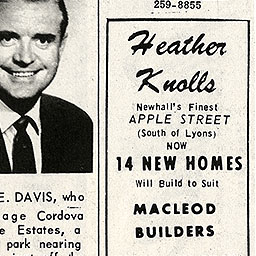 259-8855
Heather
Knolls
Newhall's Finest
APPLE STREET
(South of Lyons)
NOW
14 NEW HOMES
Will Build to Suit
MACLEOD
BUILDERS
E. DAVIS, who
age Cordova
e Estates, a
park nearing